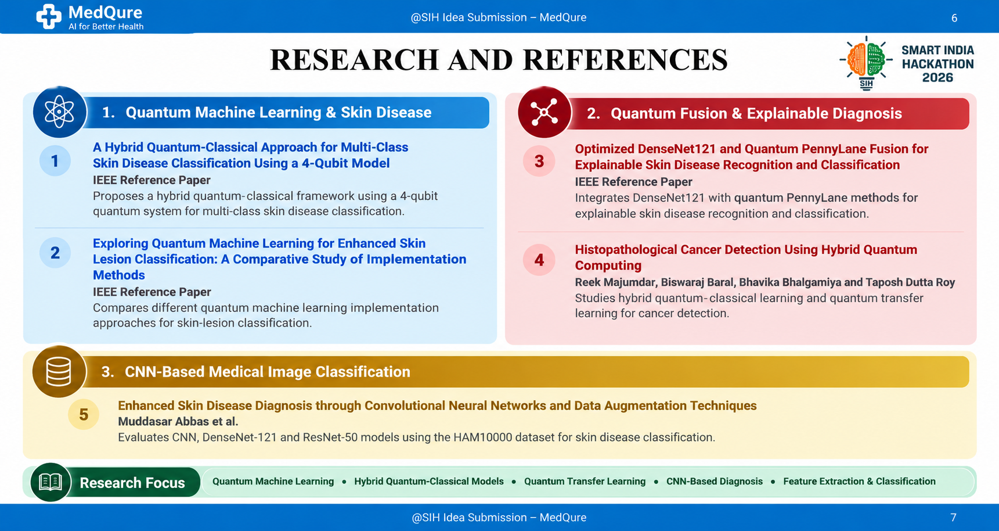 MedQure
AI for Better Health
@SIH Idea Submission – MedQure
6
RESEARCH AND REFERENCES
SIH
SMART INDIA
HACKATHON
2026
1. Quantum Machine Learning & Skin Disease
1
A Hybrid Quantum-Classical Approach for Multi-Class
Skin Disease Classification Using a 4-Qubit Model
IEEE Reference Paper
Proposes a hybrid quantum-classical framework using a 4-qubit
quantum system for multi-class skin disease classification.
2
Exploring Quantum Machine Learning for Enhanced Skin
Lesion Classification: A Comparative Study of Implementation
Methods
IEEE Reference Paper
Compares different quantum machine learning implementation
approaches for skin-lesion classification.
2. Quantum Fusion & Explainable Diagnosis
3
Optimized DenseNet121 and Quantum PennyLane Fusion for
Explainable Skin Disease Recognition and Classification
IEEE Reference Paper
Integrates DenseNet121 with quantum PennyLane methods for
explainable skin disease recognition and classification.
4
Histopathological Cancer Detection Using Hybrid Quantum
Computing
Reek Majumdar, Biswaraj Baral, Bhavika Bhalgamiya and Taposh Dutta Roy
Studies hybrid quantum-classical learning and quantum transfer
learning for cancer detection.
3. CNN-Based Medical Image Classification
5
Enhanced Skin Disease Diagnosis through Convolutional Neural Networks and Data Augmentation Techniques
Muddasar Abbas et al.
Evaluates CNN, DenseNet-121 and ResNet-50 models using the HAM10000 dataset for skin disease classification.
Research Focus
Quantum Machine Learning • Hybrid Quantum-Classical Models • Quantum Transfer Learning • CNN-Based Diagnosis • Feature Extraction & Classification
@SIH Idea Submission – MedQure
7